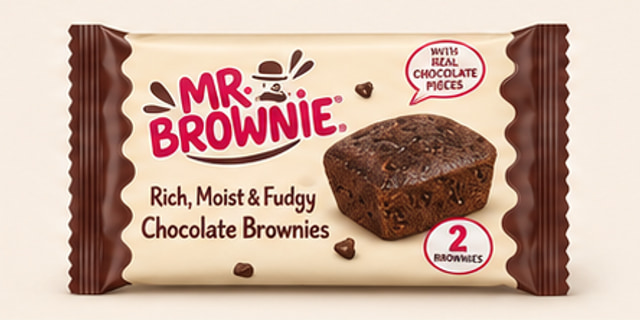 MR.
BROWNIE
Rich, Moist & Fudgy
Chocolate Brownies
WITH
REAL
CHOCOLATE
PIECES
2
BROWNIES